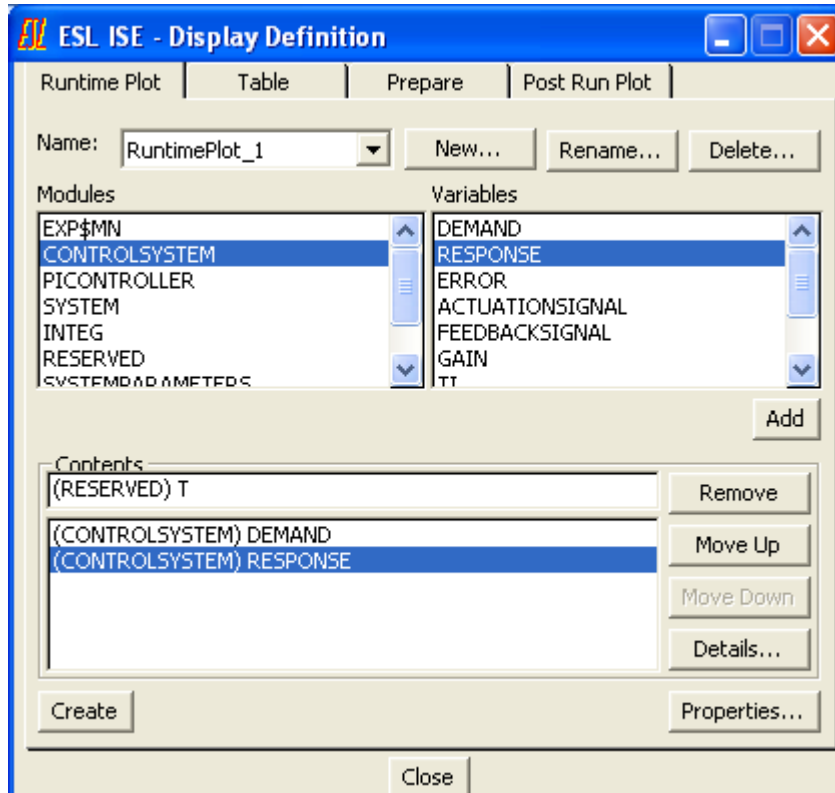 ESL ISE - Display Definition
Runtime Plot Table Prepare Post Run Plot
Name: RuntimePlot_1 New... Rename... Delete...
Modules Variables
EXP$MN DEMAND
CONTROLSYSTEM RESPONSE
PICONTROLLER ERROR
SYSTEM ACTUATIONSIGNAL
INTEG FEEDBACKSIGNAL
RESERVED GAIN
SYSTEMPARAMETERS TI
Add
Contents
(RESERVED) T Remove
(CONTROLSYSTEM) DEMAND
(CONTROLSYSTEM) RESPONSE
Move Up
Move Down
Details...
Create Properties...
Close